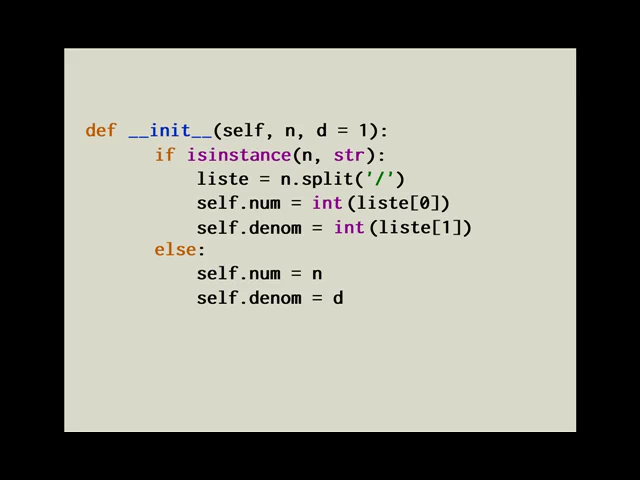 def __init__(self, n, d = 1):
if isinstance(n, str):
liste = n.split('/')
self.num = int(liste[0])
self.denom = int(liste[1])
else:
self.num = n
self.denom = d